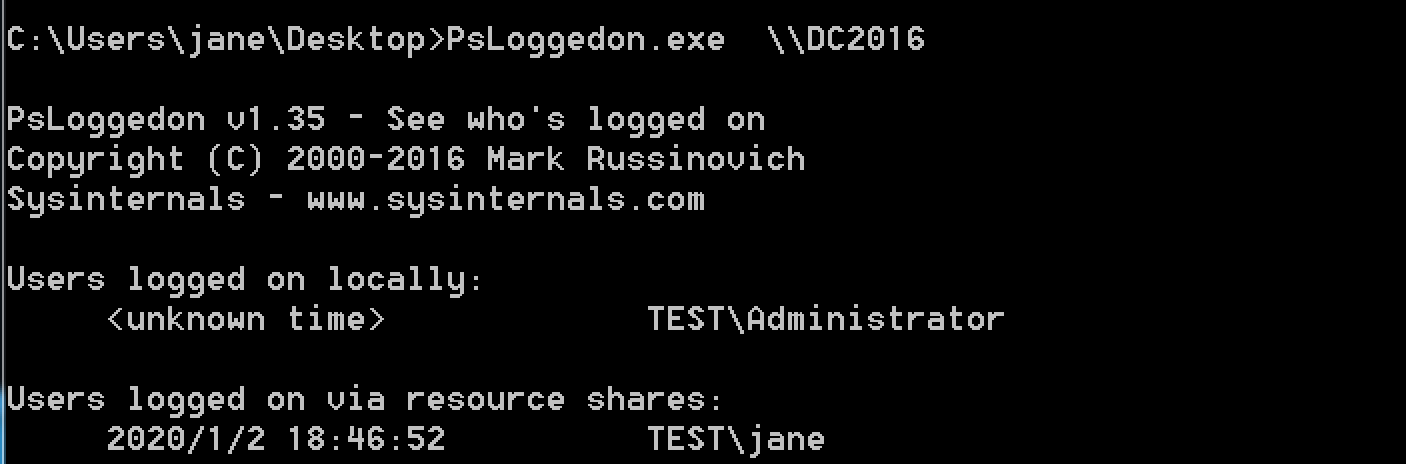 C:\Users\jane\Desktop>PsLoggedon.exe  \\DC2016
PsLoggedon v1.35 - See who's logged on
Copyright (C) 2000-2016 Mark Russinovich
Sysinternals - www.sysinternals.com
Users logged on locally:
     <unknown time>             TEST\Administrator
Users logged on via resource shares:
     2020/1/2 18:46:52          TEST\jane